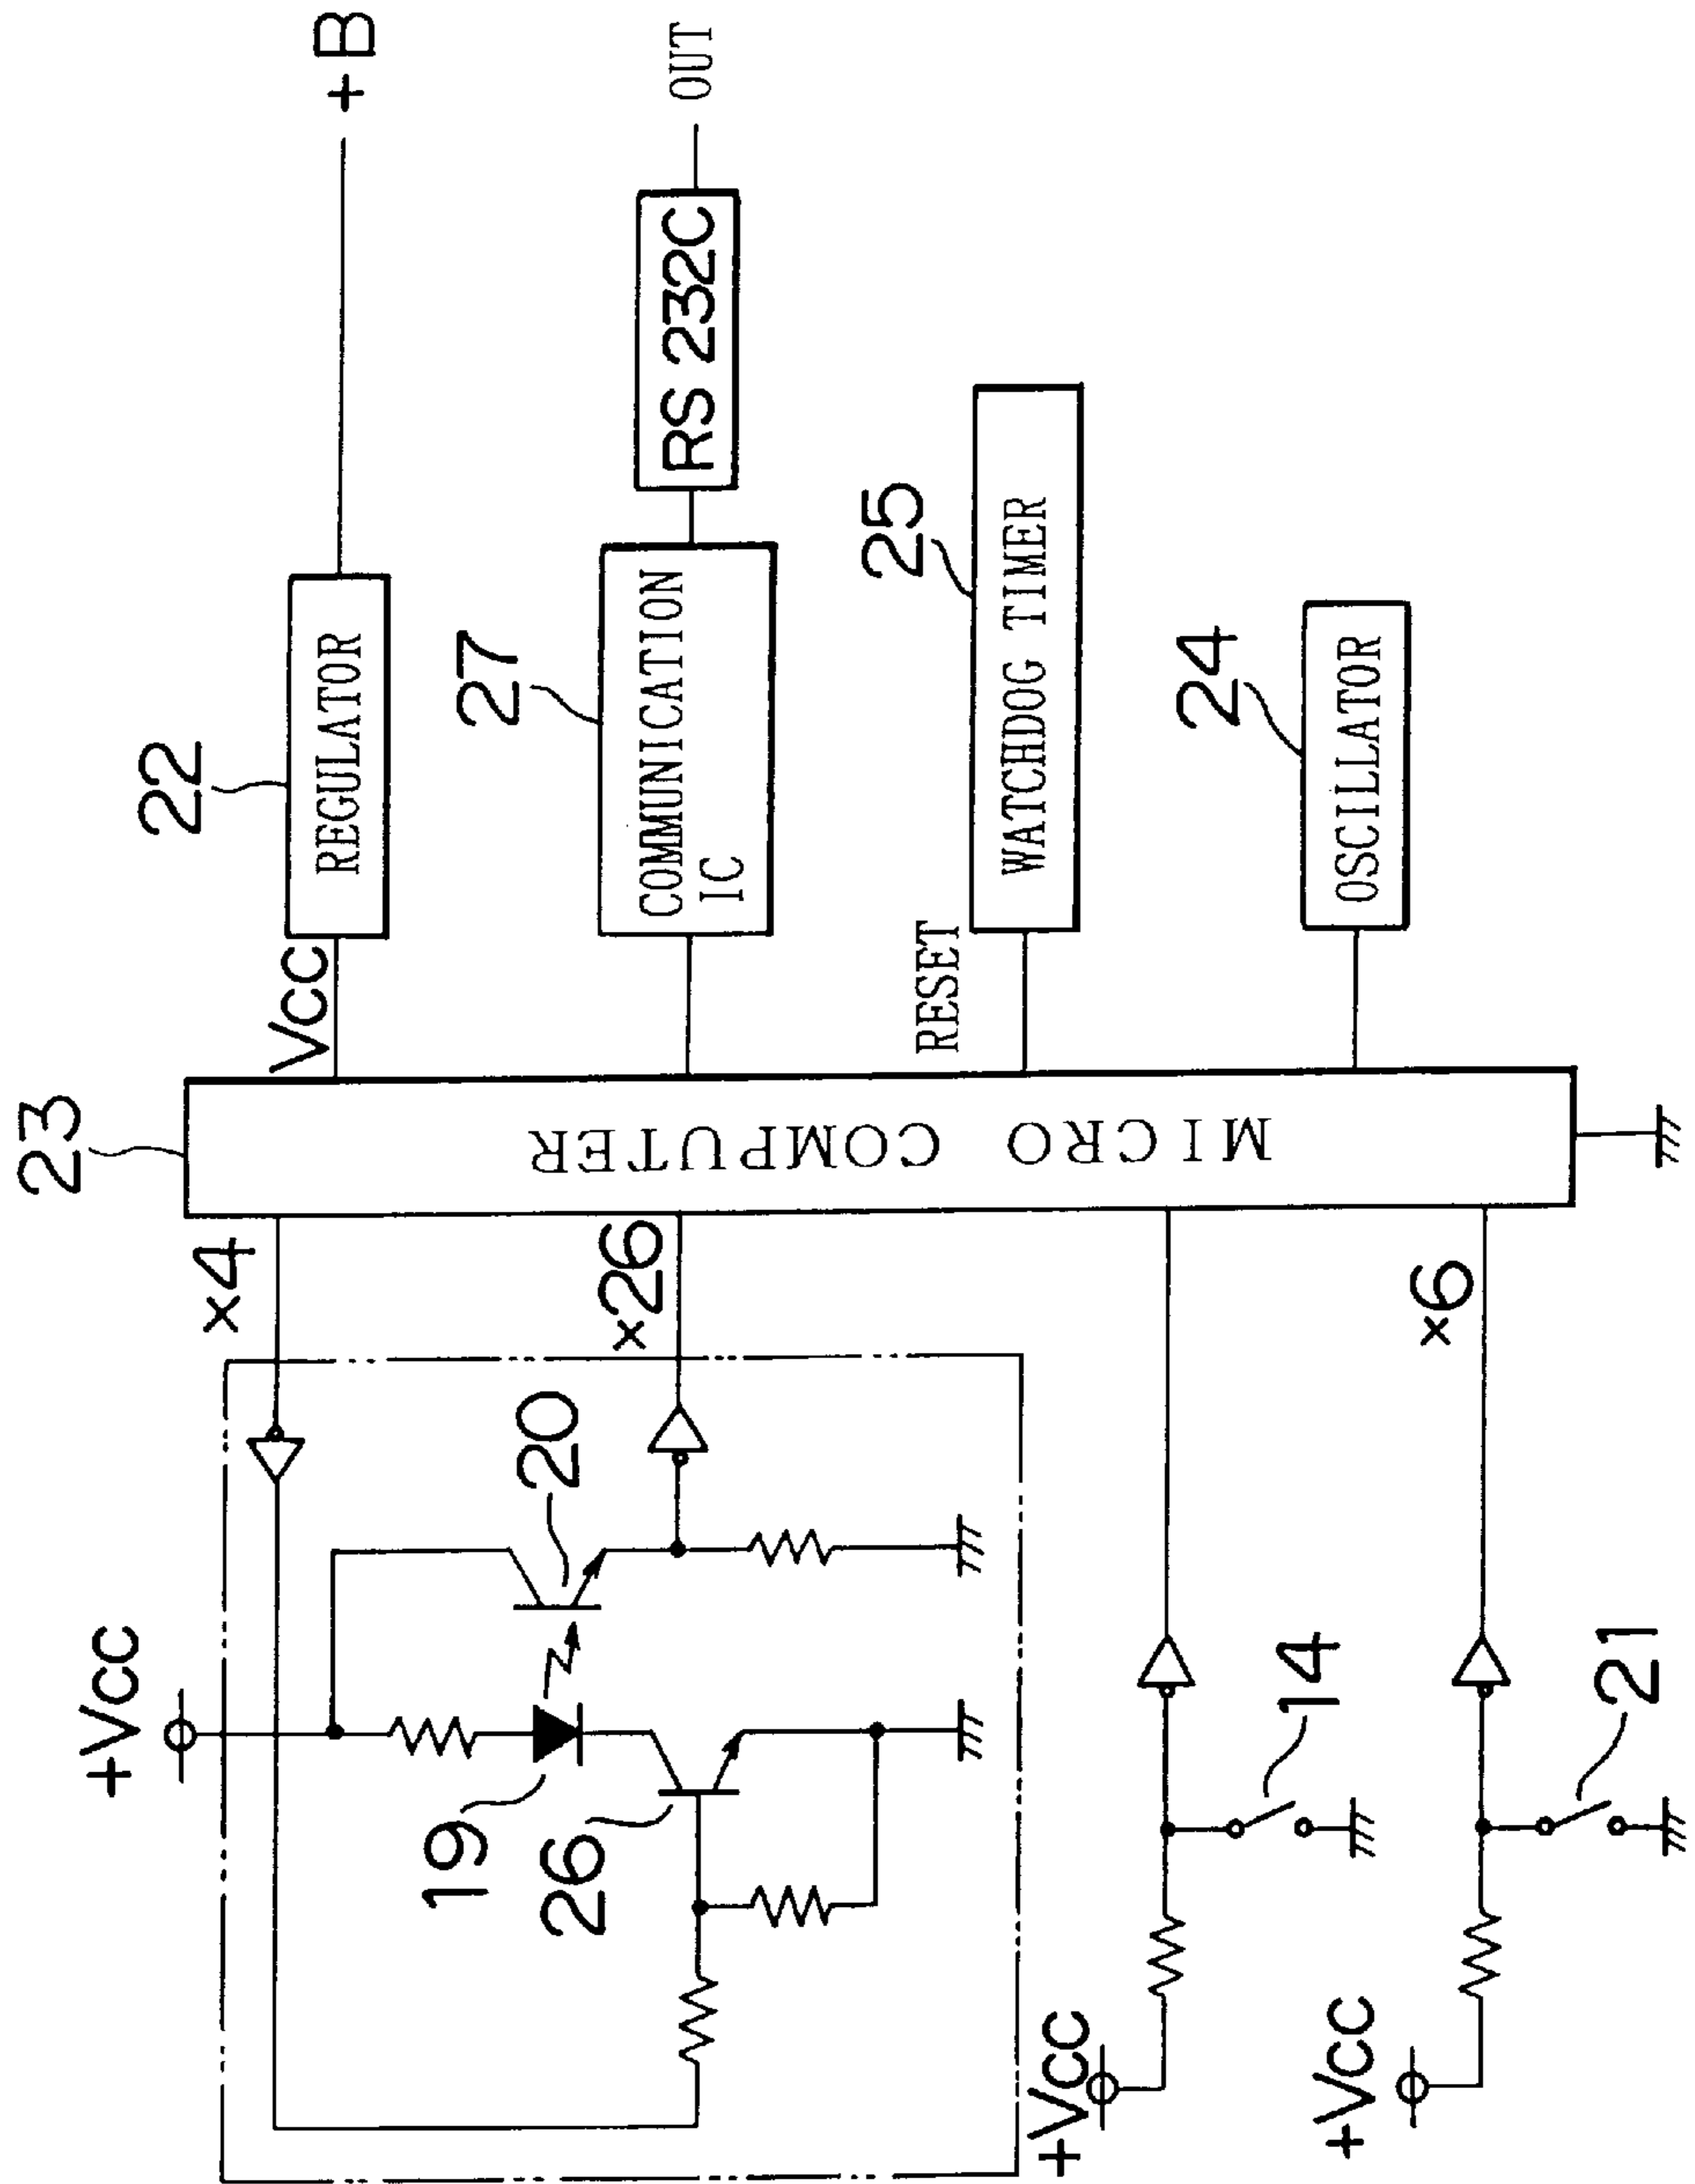 +Vcc
×4
23
Vcc
22
REGULATOR
+B
19
26
20
×26
27
COMMUNICATION
IC
RS 232C
OUT
MICRO COMPUTER
RESET
25
WATCHDOG TIMER
+Vcc
14
24
OSCILLATOR
+Vcc
21
×6